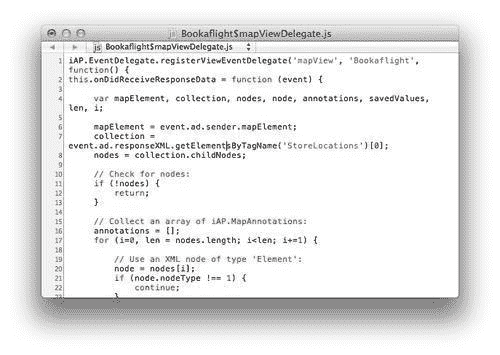 Bookaflight$mapViewDelegate.js
Bookaflight$mapViewDelegate.js
1 iAP.EventDelegate.registerViewEventDelegate('mapView', 'Bookaflight',
function() {
2 this.onDidReceiveResponseData = function (event) {
3
4 var mapElement, collection, nodes, node, annotations, savedValues,
len, i;
5
6 mapElement = event.ad.sender.mapElement;
7 collection =
event.ad.responseXML.getElementsByTagName('StoreLocations')[0];
8 nodes = collection.childNodes;
9
10 // Check for nodes:
11 if (!nodes) {
12 return;
13 }
14
15 // Collect an array of iAP.MapAnnotations:
16 annotations = [];
17 for (i=0, len = nodes.length; i<len; i+=1) {
18
19 // Use an XML node of type 'Element':
20 node = nodes[i];
21 if (node.nodeType !== 1) {
22 continue;
23 }